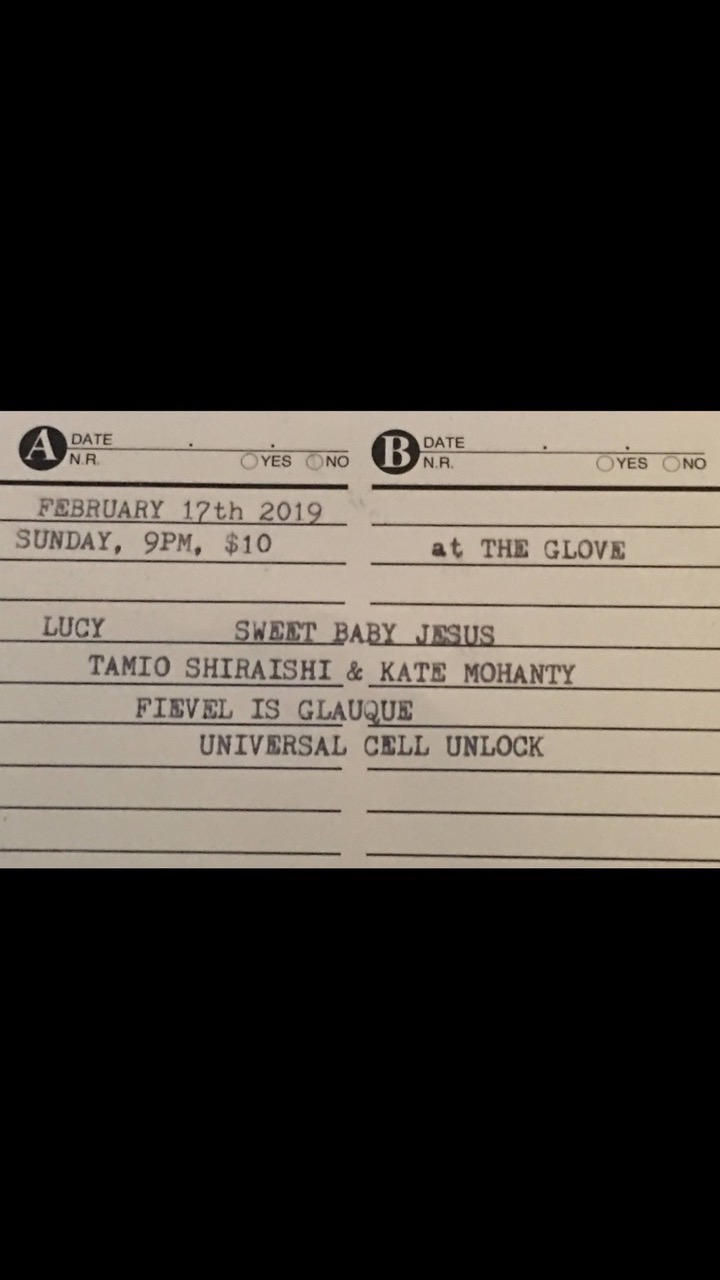 A DATE
N.R. YES NO
B DATE
N.R. YES NO
FEBRUARY 17th 2019
SUNDAY, 9PM, $10 at THE GLOVE
LUCY SWEET BABY JESUS
TAMIO SHIRAISHI & KATE MOHANTY
FIEVEL IS GLAUQUE
UNIVERSAL CELL UNLOCK